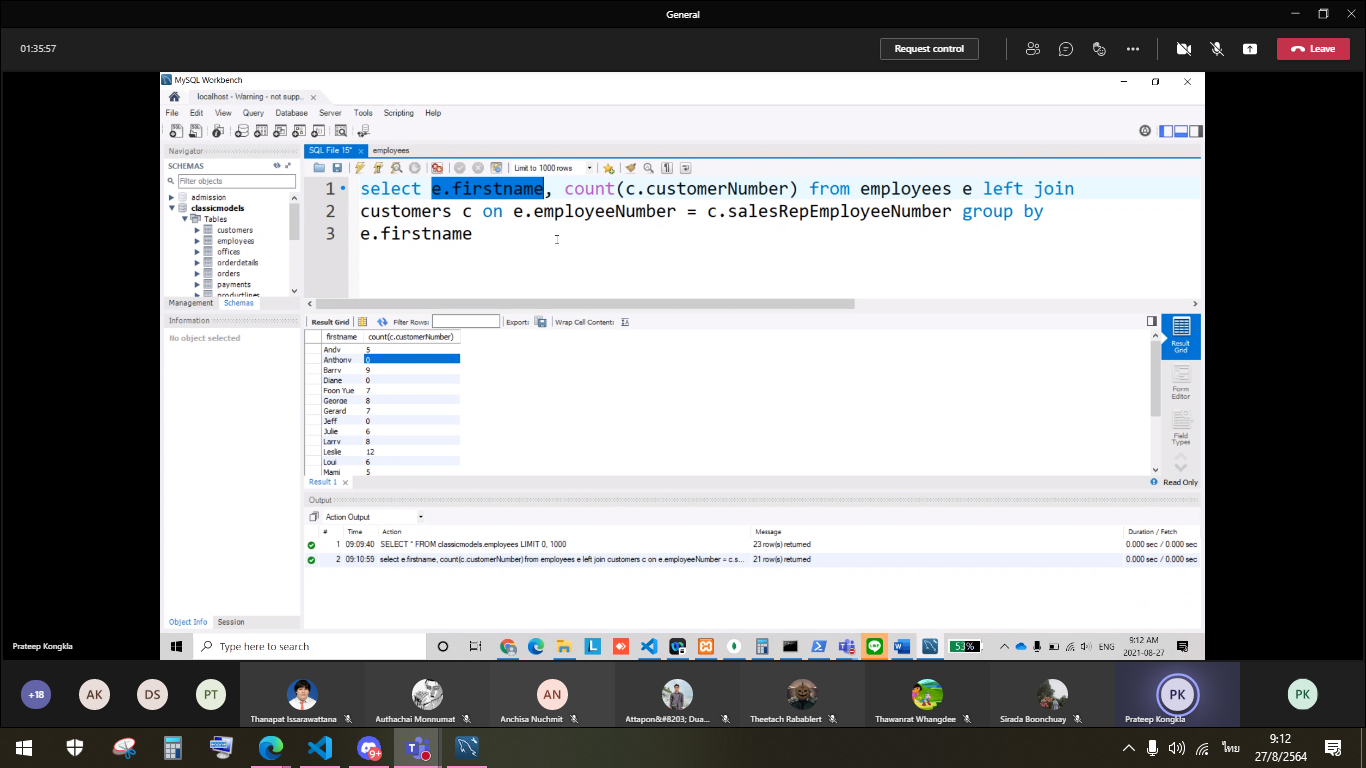 General
01:35:57
Request control
Leave
MySQL Workbench
localhost - Warning - not supp...
File Edit View Query Database Server Tools Scripting Help
Navigator
SCHEMAS
Filter objects
admission
classicmodels
Tables
customers
employees
offices
orderdetails
orders
payments
productlines
Management Schemas
Information
No object selected
Object Info Session
SQL File 15* employees
Limit to 1000 rows
1 select e.firstname, count(c.customerNumber) from employees e left join
2 customers c on e.employeeNumber = c.salesRepEmployeeNumber group by
3 e.firstname
Result Grid Filter Rows: Export: Wrap Cell Content:
firstname count(c.customerNumber)
Andy 5
Anthony 0
Barry 9
Diane 0
Foon Yue 7
George 8
Gerard 7
Jeff 0
Julie 6
Larry 8
Leslie 12
Loui 6
Mami 5
Result Grid
Form Editor
Field Types
Result 1
Read Only
Output
Action Output
# Time Action Message Duration / Fetch
1 09:09:40 SELECT * FROM classicmodels.employees LIMIT 0, 1000 23 row(s) returned 0.000 sec / 0.000 sec
2 09:10:59 select e.firstname, count(c.customerNumber) from employees e left join customers c on e.employeeNumber = c.s... 21 row(s) returned 0.000 sec / 0.000 sec
Prateep Kongkla
Type here to search
53%
ENG
9:12 AM
2021-08-27
+18
AK
DS
PT
Thanapat Issarawattana
Authachai Monnumat
AN
Anchisa Nuchmit
Attapon&#8203; Dua...
Theetach Rabablert
Thawanrat Whangdee
Sirada Boonchuay
PK
Prateep Kongkla
PK
9+
ไทย
9:12
27/8/2564